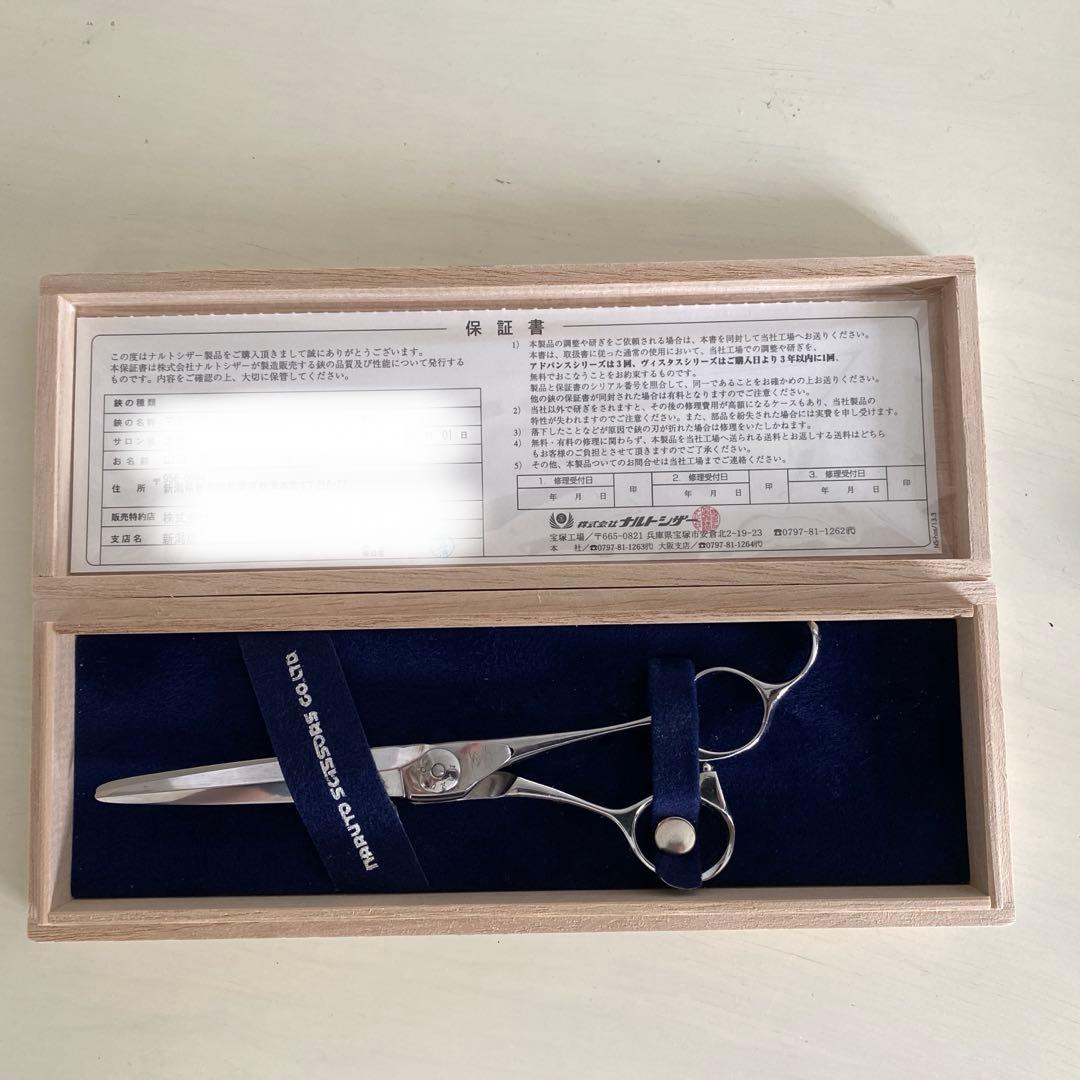 保証書
この度はナルトシザー製品をご購入頂きまして誠にありがとうございます。
本保証書は株式会社ナルトシザーが製造販売する鋏の品質及び性能について発行する
ものです。内容をご確認の上、大切に保管してください。
鋏の種類
鋏の名称
サロン
01 日
お名前
住 所 〒
新潟
販売特約店 株式
支店名 新潟
1) 本製品の調整や研ぎをご依頼される場合は、本書を同封して当社工場へお送りください。
本書は、取扱書に従った通常の使用において、当社工場での調整や研ぎを、
アドバンスシリーズは3回、ヴィスタスシリーズはご購入日より3年以内に1回、
無料でおこなうことをお約束するものです。
製品と保証書のシリアル番号を照合して、同一であることをお確かめの上お送りください。
他の鋏の保証書が同封された場合は有料となりますのでご注意ください。
2) 当社以外で研ぎをされますと、その後の修理費用が高額になるケースもあり、当社製品の
特性が失われますのでご注意ください。また、部品を紛失された場合には実費を申し受けます。
3) 落下したことなどが原因で鋏の刃が折れた場合は修理をいたしかねます。
4) 無料・有料の修理に関わらず、本製品を当社工場へ送られる送料とお返しする送料はどちら
もお客様のご負担とさせて頂きますのでご了承ください。
5) その他、本製品ついてのお問合せは当社工場までご連絡ください。
1. 修理受付日 印 2. 修理受付日 印 3. 修理受付日 印
年 月 日 年 月 日 年 月 日
株式会社ナルトシザー
宝塚工場／〒665-0821 兵庫県宝塚市安倉北2-19-23 ☎0797-81-1262㈹
本 社／☎0797-81-1263㈹ 大阪支店／☎0797-81-1264㈹
NARUTO SCISSORS CO.LTD.